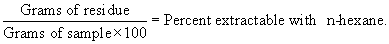 Grams of residue
Grams of sample×100 = Percent extractable with n-hexane.